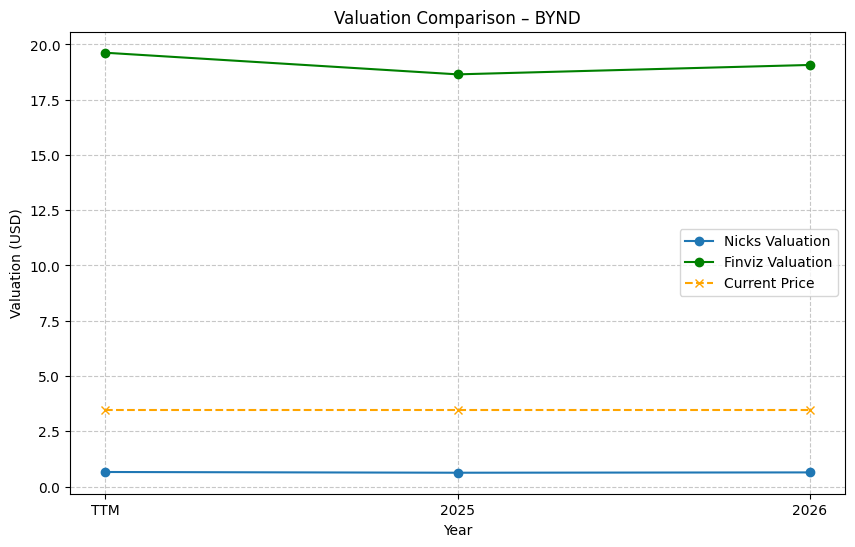 Valuation Comparison – BYND
20.0
17.5
15.0
12.5
10.0
7.5
5.0
2.5
0.0
Valuation (USD)
Nicks Valuation
Finviz Valuation
Current Price
TTM
2025
2026
Year